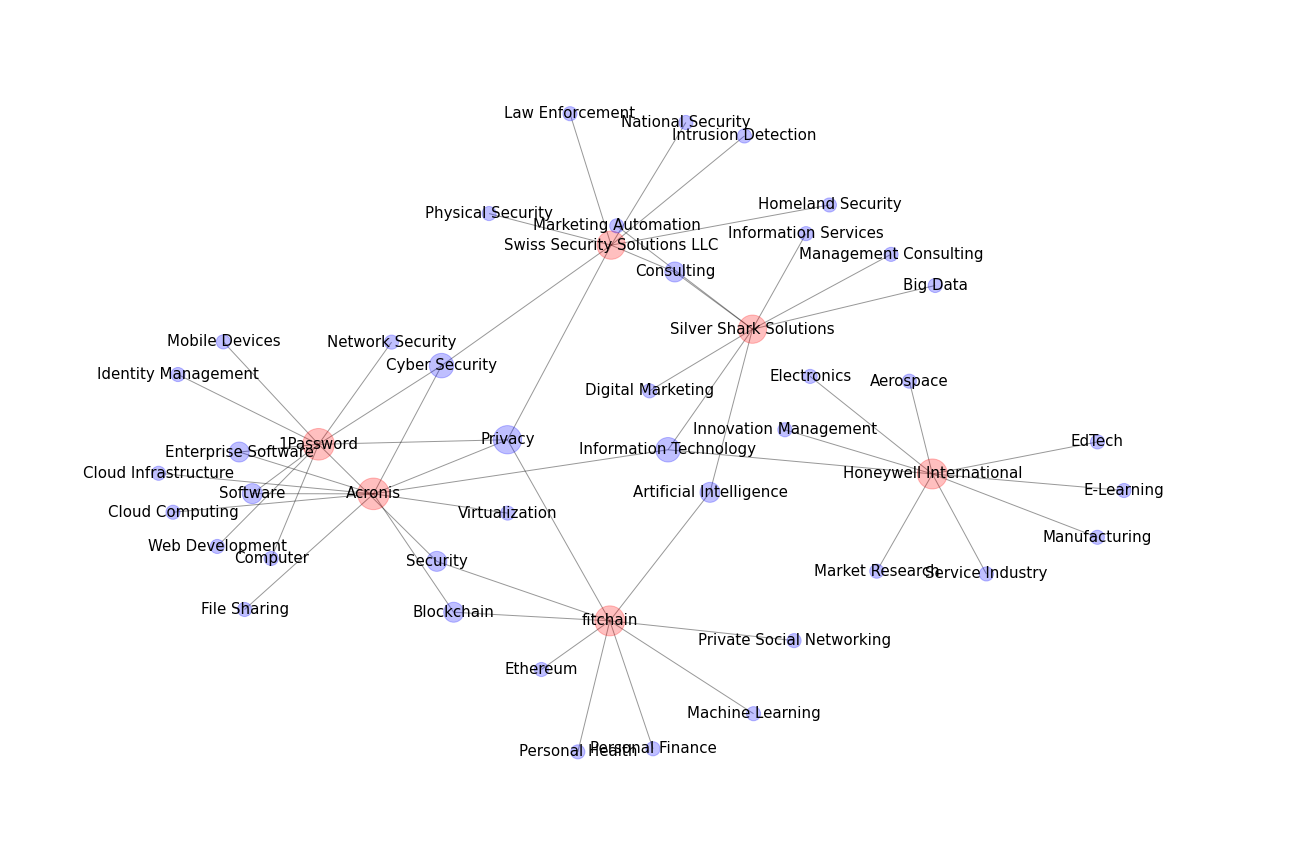 Law Enforcement
National Security
Intrusion Detection
Homeland Security
Physical Security
Marketing Automation
Information Services
Swiss Security Solutions LLC
Management Consulting
Consulting
Big Data
Silver Shark Solutions
Mobile Devices
Network Security
Cyber Security
Identity Management
Electronics
Aerospace
Digital Marketing
Innovation Management
Privacy
EdTech
1Password
Enterprise Software
Information Technology
Cloud Infrastructure
Honeywell International
Software
Acronis
Artificial Intelligence
E-Learning
Cloud Computing
Virtualization
Manufacturing
Web Development
Computer
Security
Market Research
Service Industry
File Sharing
Blockchain
fitchain
Private Social Networking
Ethereum
Machine Learning
Personal Health
Personal Finance